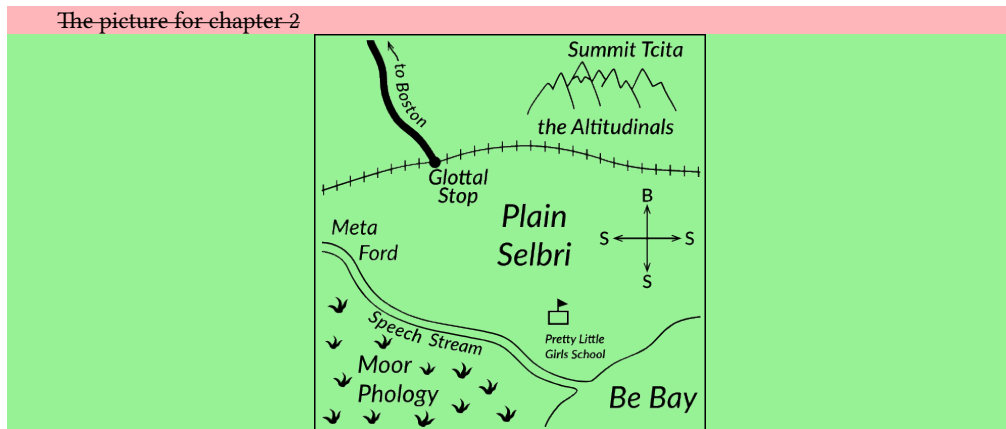 The picture for chapter 2
Summit Tcita
to Boston
the Altitudinals
Glottal
Stop
B
Plain
S S
Meta
Ford
Selbri
S
Speech Stream
Pretty Little
Girls School
Moor
Phology
Be Bay